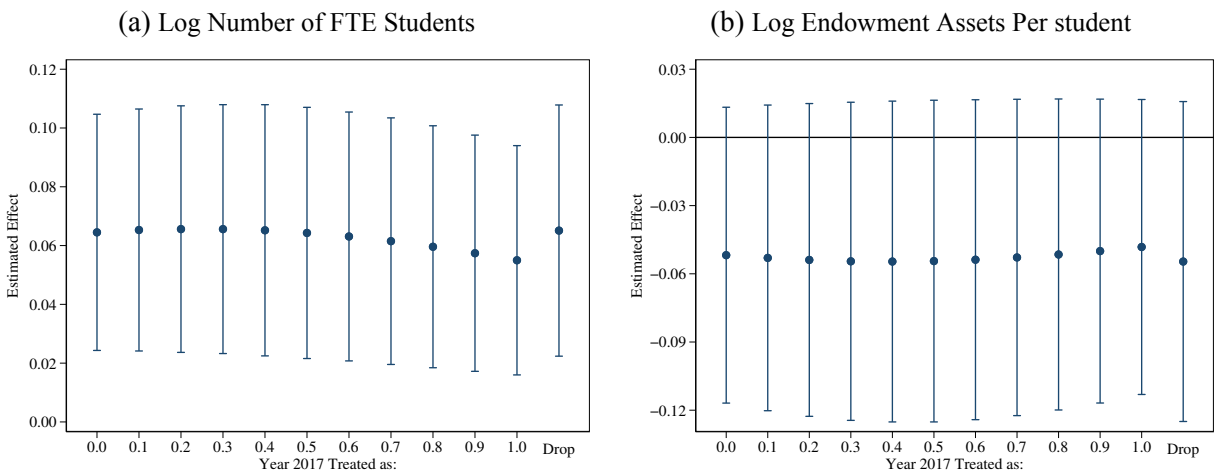 (a) Log Number of FTE Students
0.12
0.10
0.08
0.06
0.04
0.02
0.00
Estimated Effect
0.0 0.1 0.2 0.3 0.4 0.5 0.6 0.7 0.8 0.9 1.0 Drop
Year 2017 Treated as:
(b) Log Endowment Assets Per student
0.03
0.00
−0.03
−0.06
−0.09
−0.12
Estimated Effect
0.0 0.1 0.2 0.3 0.4 0.5 0.6 0.7 0.8 0.9 1.0 Drop
Year 2017 Treated as: